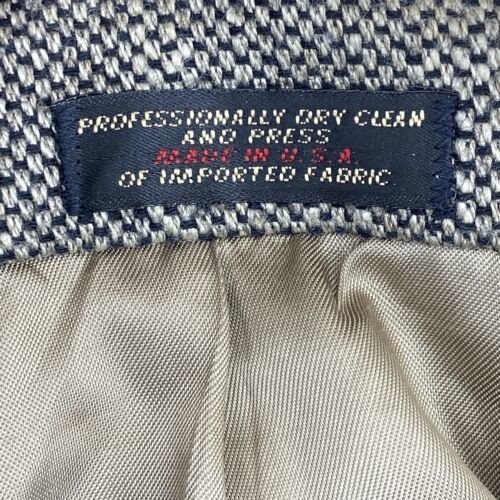 PROFESSIONALLY DRY CLEAN
AND PRESS
MADE IN U.S.A.
OF IMPORTED FABRIC